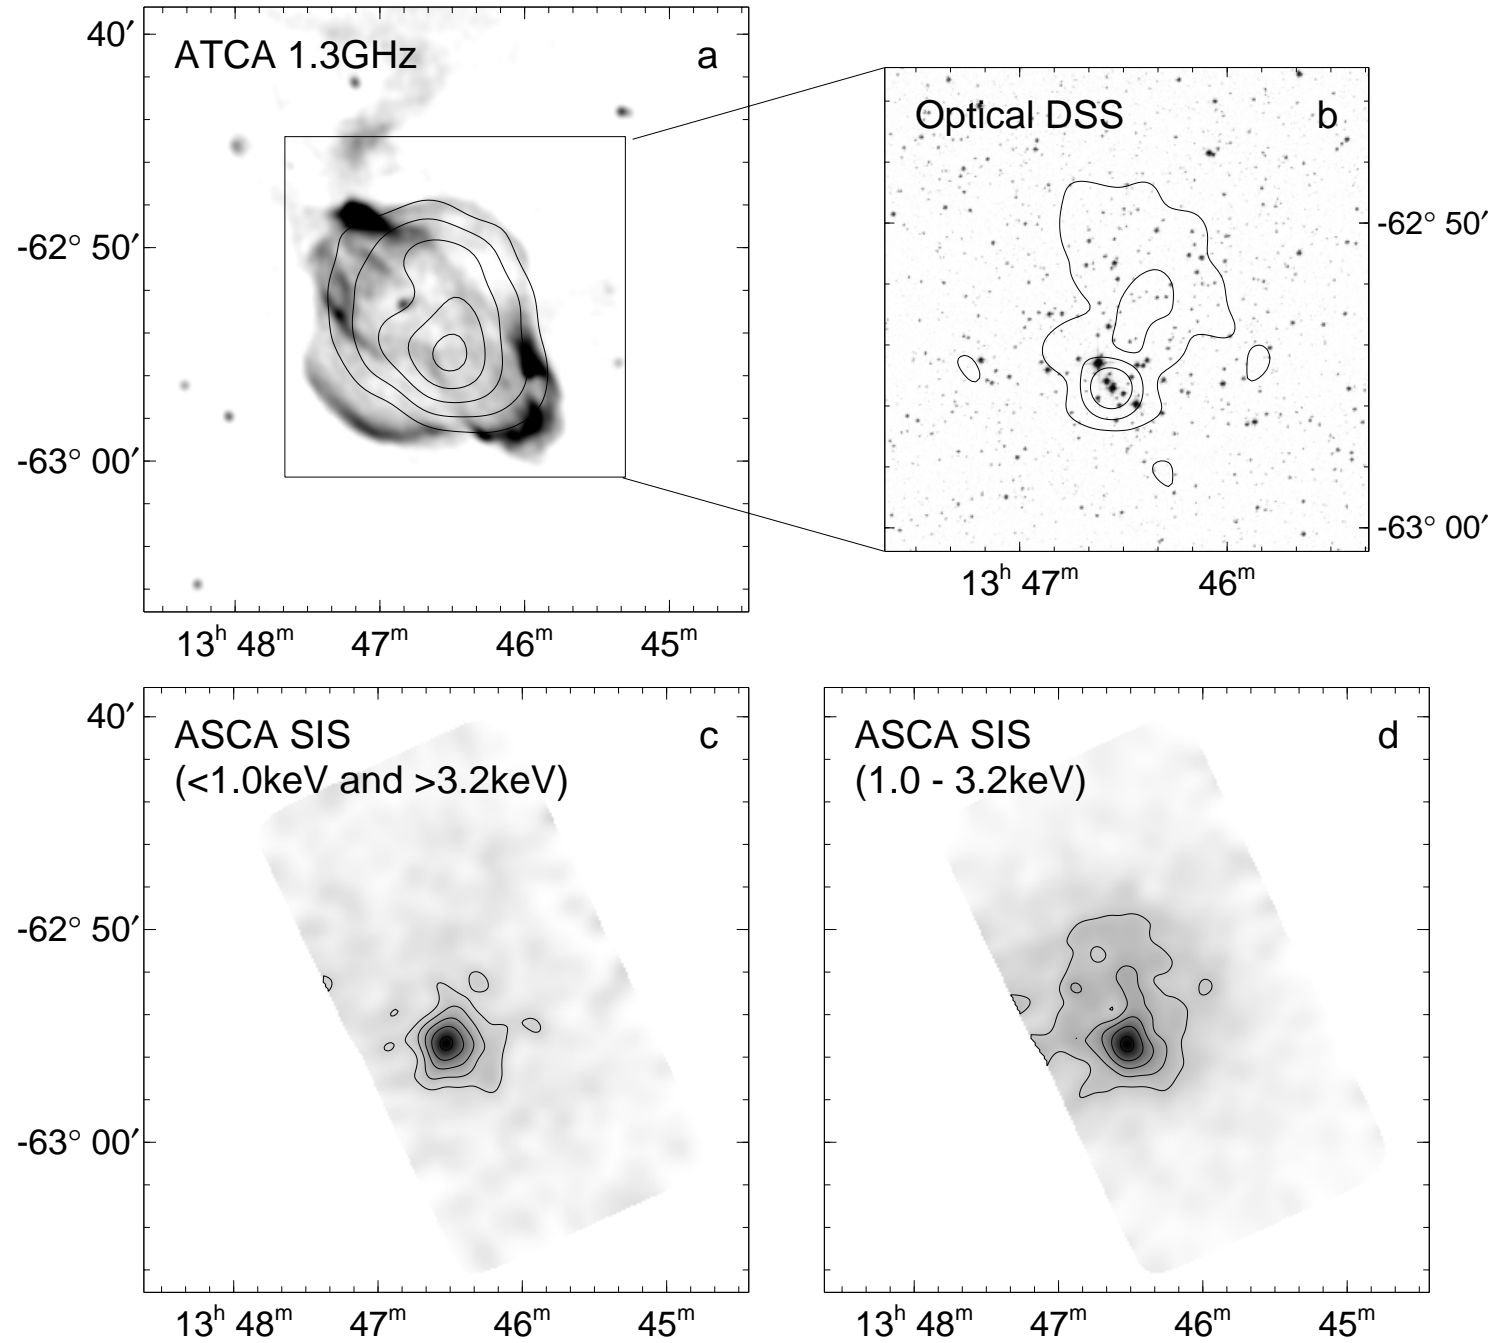 ATCA 1.3GHz
a
40′
-62° 50′
-63° 00′
13h 48m
47m
46m
45m
Optical DSS
b
-62° 50′
-63° 00′
13h 47m
46m
ASCA SIS
(<1.0keV and >3.2keV)
c
40′
-62° 50′
-63° 00′
13h 48m
47m
46m
45m
ASCA SIS
(1.0 - 3.2keV)
d
13h 48m
47m
46m
45m